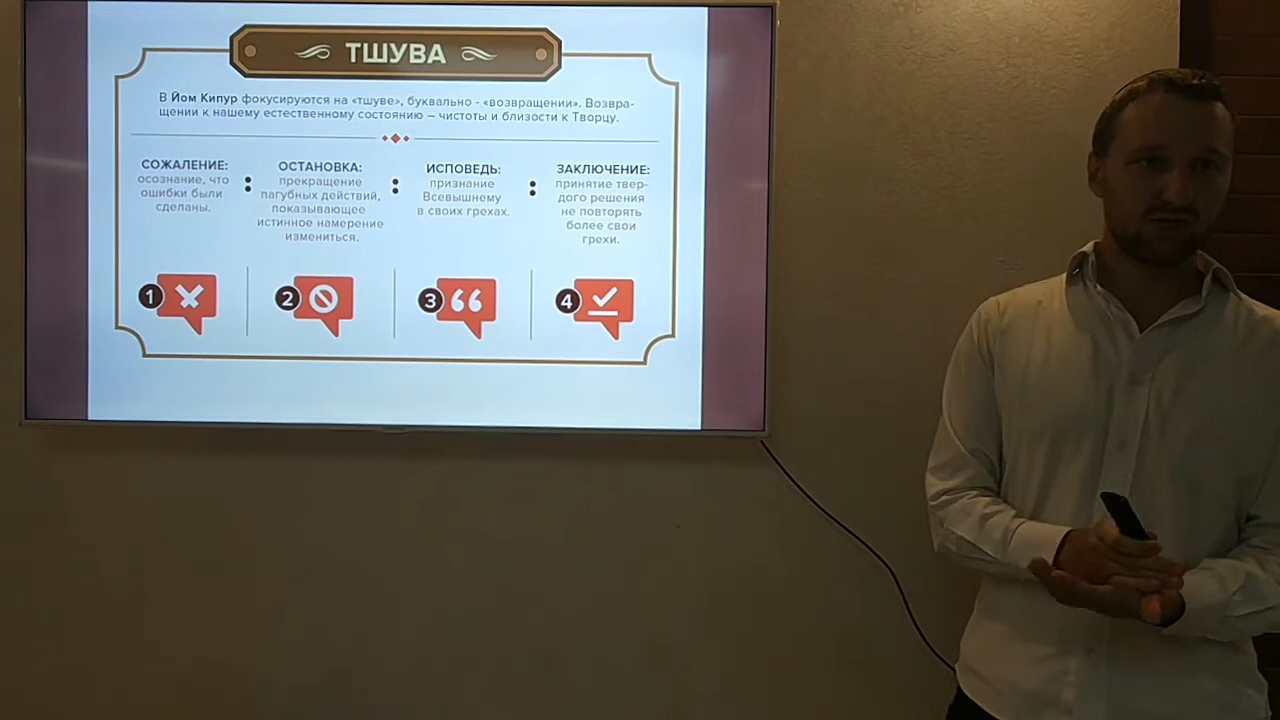 ТШУВА
В Йом Кипур фокусируются на «тшуве», буквально - «возвращении». Возвра-
щении к нашему естественному состоянию – чистоты и близости к Творцу.
СОЖАЛЕНИЕ:
осознание, что
ошибки были
сделаны.
ОСТАНОВКА:
прекращение
пагубных действий,
показывающее
истинное намерение
измениться.
ИСПОВЕДЬ:
признание
Всевышнему
в своих грехах.
ЗАКЛЮЧЕНИЕ:
принятие твер-
дого решения
не повторять
более свои
грехи.
1
2
3
4